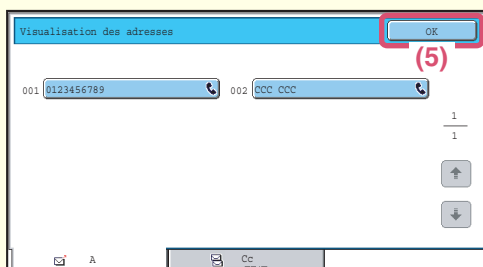 Visualisation des adresses
OK
(5)
001 0123456789
002 CCC CCC
1
1
A
Cc